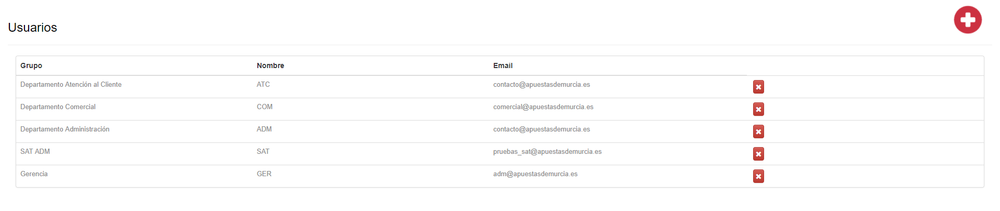 Usuarios
Grupo Nombre Email
Departamento Atención al Cliente ATC contacto@apuestasdemurcia.es
Departamento Comercial COM comercial@apuestasdemurcia.es
Departamento Administración ADM contacto@apuestasdemurcia.es
SAT ADM SAT pruebas_sat@apuestasdemurcia.es
Gerencia GER adm@apuestasdemurcia.es